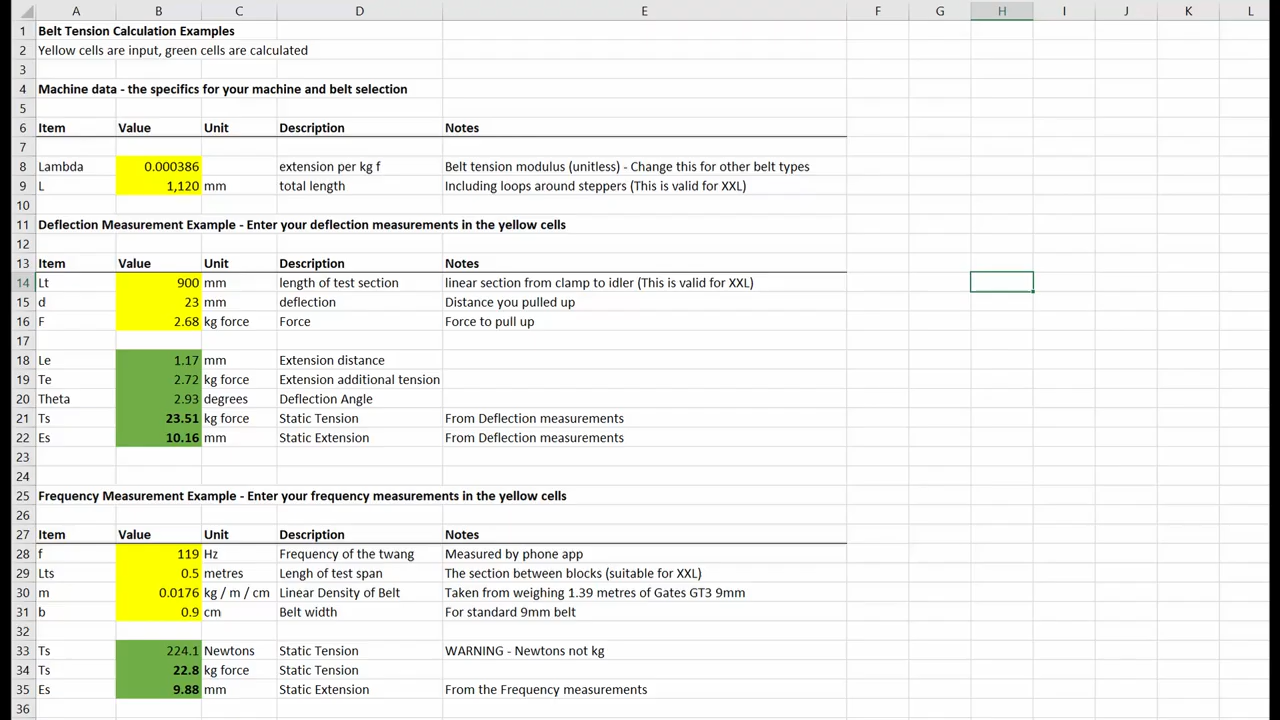 A B C D E F G H I J K L
1 Belt Tension Calculation Examples
2 Yellow cells are input, green cells are calculated
3
4 Machine data - the specifics for your machine and belt selection
5
6 Item Value Unit Description Notes
7
8 Lambda 0.000386 extension per kg f Belt tension modulus (unitless) - Change this for other belt types
9 L 1,120 mm total length Including loops around steppers (This is valid for XXL)
10
11 Deflection Measurement Example - Enter your deflection measurements in the yellow cells
12
13 Item Value Unit Description Notes
14 Lt 900 mm length of test section linear section from clamp to idler (This is valid for XXL)
15 d 23 mm deflection Distance you pulled up
16 F 2.68 kg force Force Force to pull up
17
18 Le 1.17 mm Extension distance
19 Te 2.72 kg force Extension additional tension
20 Theta 2.93 degrees Deflection Angle
21 Ts 23.51 kg force Static Tension From Deflection measurements
22 Es 10.16 mm Static Extension From Deflection measurements
23
24
25 Frequency Measurement Example - Enter your frequency measurements in the yellow cells
26
27 Item Value Unit Description Notes
28 f 119 Hz Frequency of the twang Measured by phone app
29 Lts 0.5 metres Lengh of test span The section between blocks (suitable for XXL)
30 m 0.0176 kg / m / cm Linear Density of Belt Taken from weighing 1.39 metres of Gates GT3 9mm
31 b 0.9 cm Belt width For standard 9mm belt
32
33 Ts 224.1 Newtons Static Tension WARNING - Newtons not kg
34 Ts 22.8 kg force Static Tension
35 Es 9.88 mm Static Extension From the Frequency measurements
36